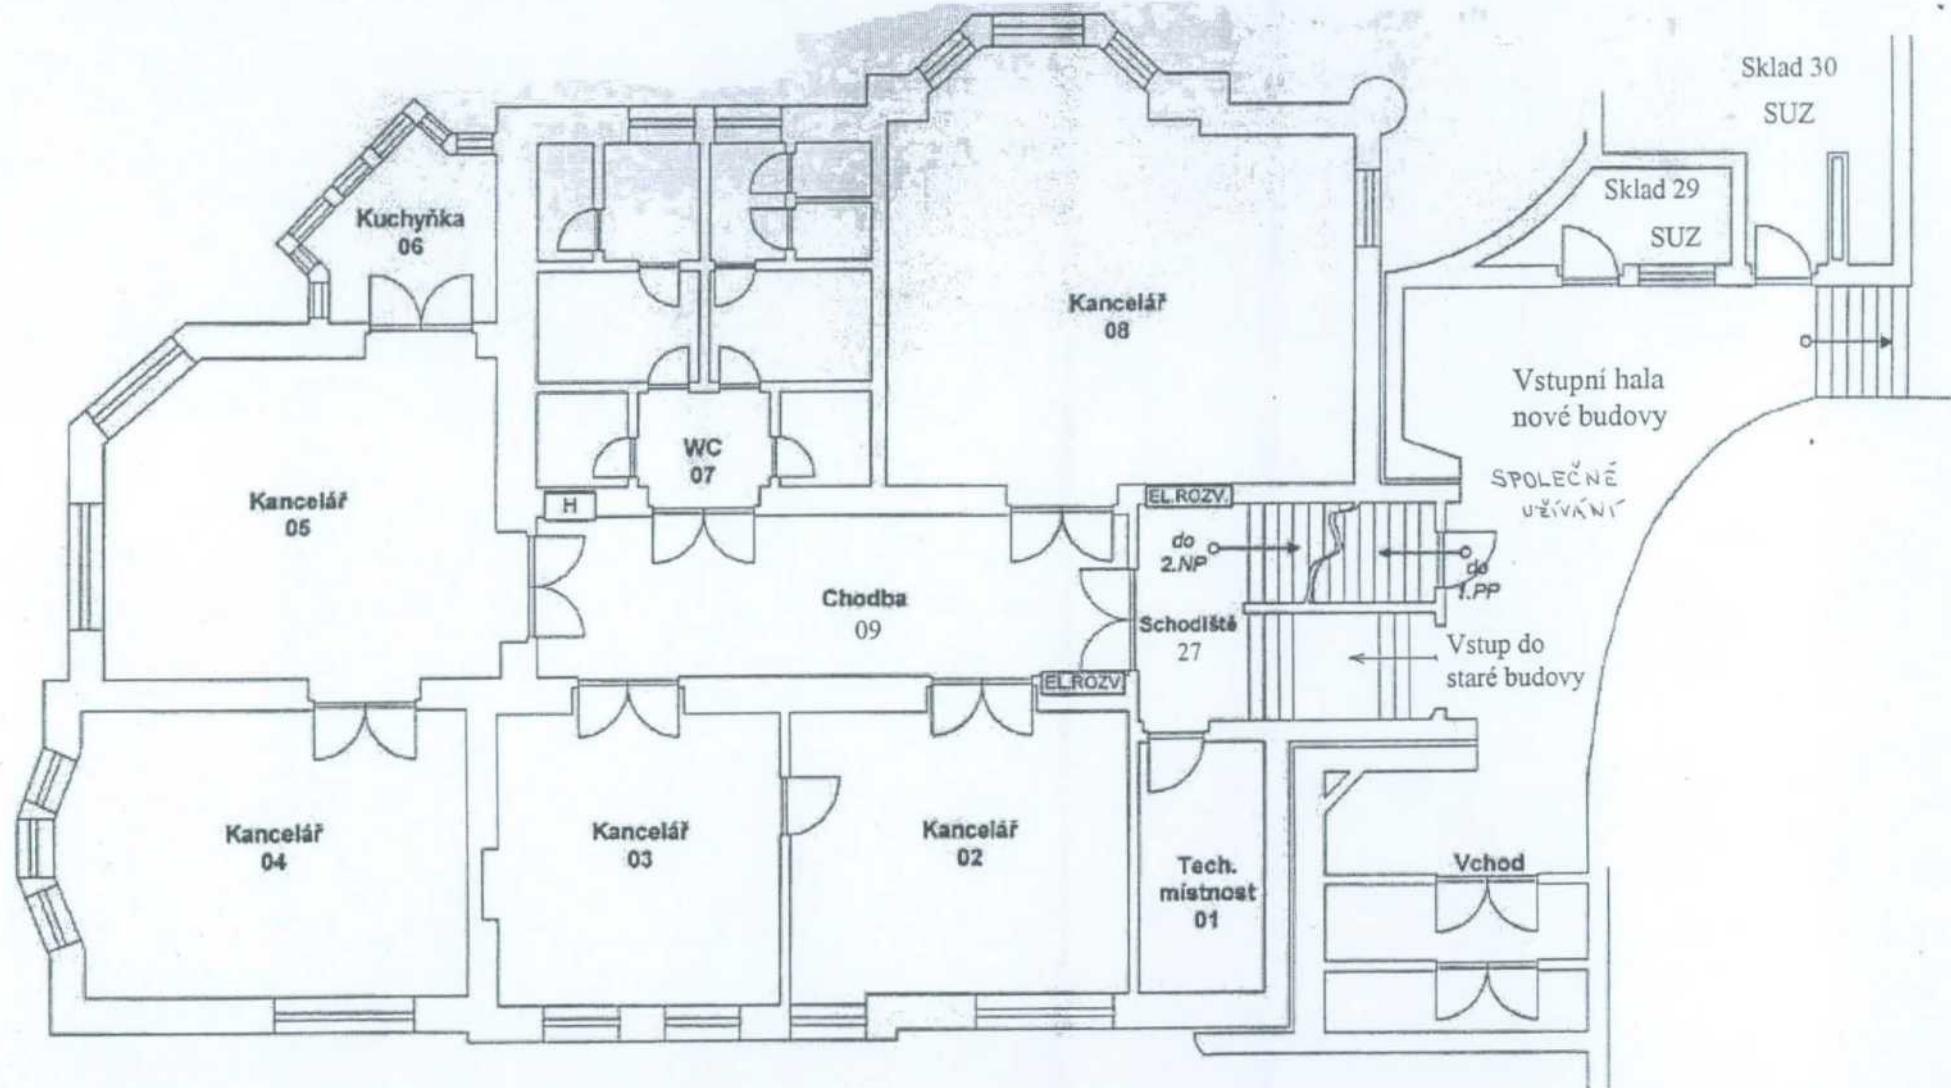 Sklad 30
SUZ
Sklad 29
SUZ
Kuchyňka
06
Kancelář
08
Vstupní hala
nové budovy
SPOLEČNÉ
UŽÍVÁNÍ
WC
07
Kancelář
05
H
EL.ROZV.
do
2.NP
do
1.PP
Chodba
09
Schodiště
27
Vstup do
staré budovy
EL.ROZV.
Kancelář
04
Kancelář
03
Kancelář
02
Tech.
místnost
01
Vchod